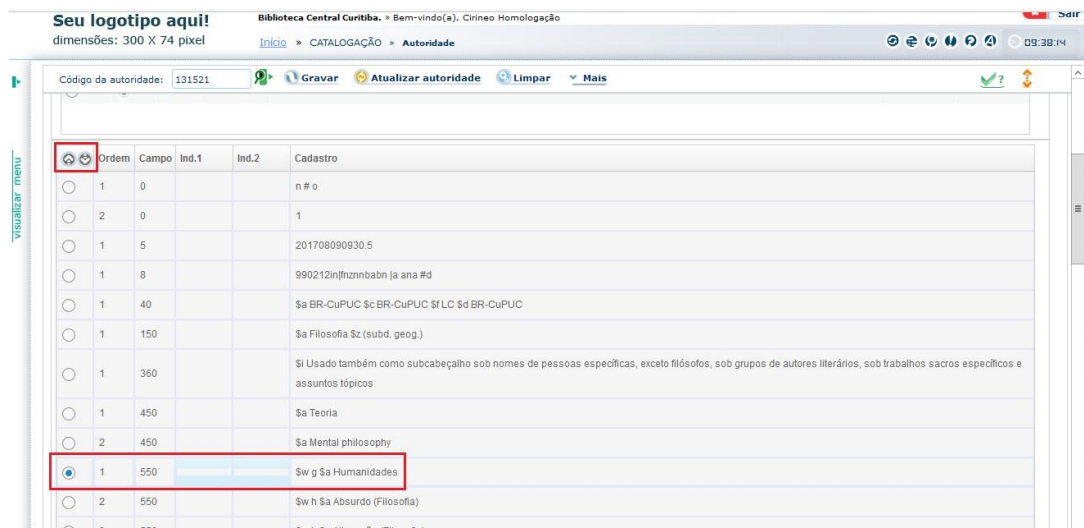 Seu logotipo aqui!
dimensões: 300 X 74 pixel
Biblioteca Central Curitiba. » Bem-vindo(a), Cirineo Homologação
Sair
Início » CATALOGAÇÃO » Autoridade
09:38:14
Código da autoridade: 131521 Gravar Atualizar autoridade Limpar Mais
visualizar menu
Ordem Campo Ind.1 Ind.2 Cadastro
1 0 n # o
2 0 1
1 5 201708090930.5
1 8 990212in|fnznnbabn |a ana #d
1 40 $a BR-CuPUC $c BR-CuPUC $f LC $d BR-CuPUC
1 150 $a Filosofia $z (subd. geog.)
1 360 $i Usado também como subcabeçalho sob nomes de pessoas específicas, exceto filósofos, sob grupos de autores literários, sob trabalhos sacros específicos e
assuntos tópicos
1 450 $a Teoria
2 450 $a Mental philosophy
1 550 $w g $a Humanidades
2 550 $w h $a Absurdo (Filosofia)